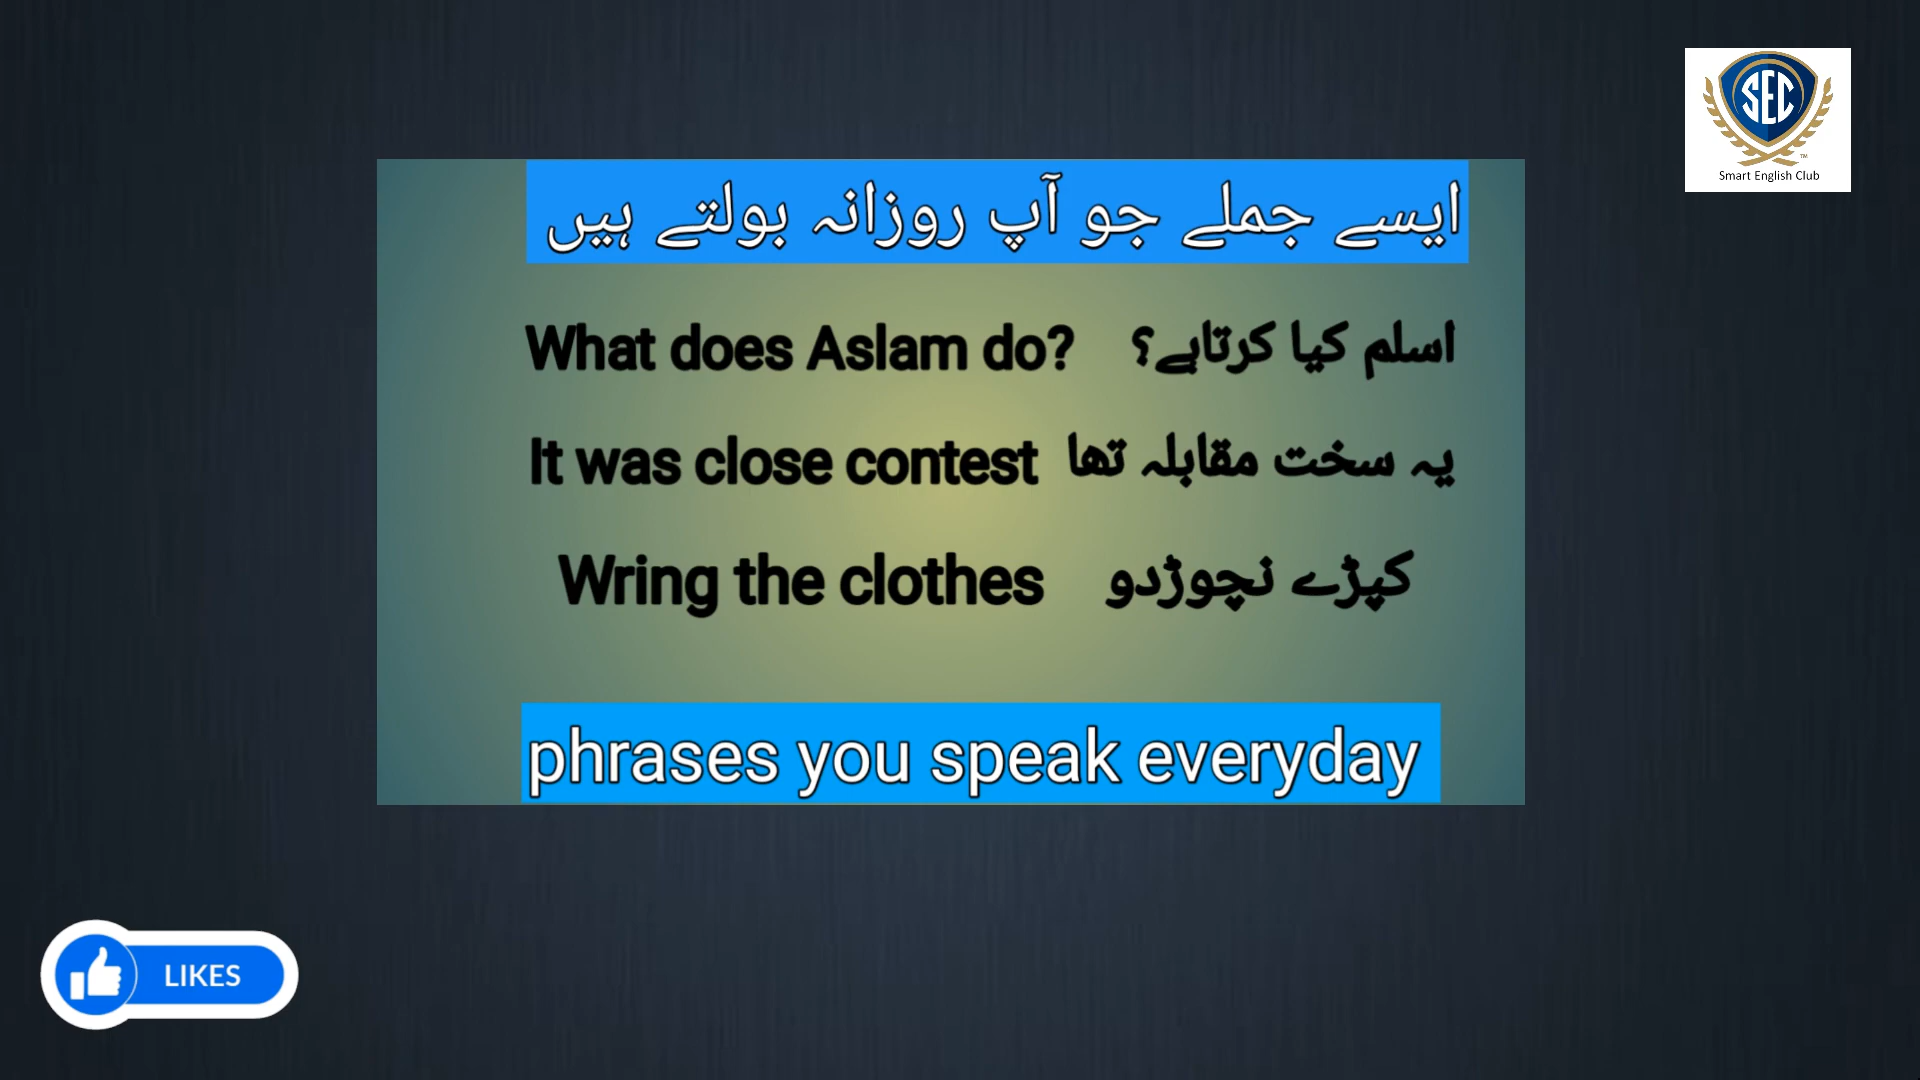 SEC
TM
Smart English Club
ایسے جملے جو آپ روزانہ بولتے ہیں
What does Aslam do? اسلم کیا کرتاہے؟
It was close contest یہ سخت مقابلہ تھا
Wring the clothes کپڑے نچوڑدو
phrases you speak everyday
LIKES